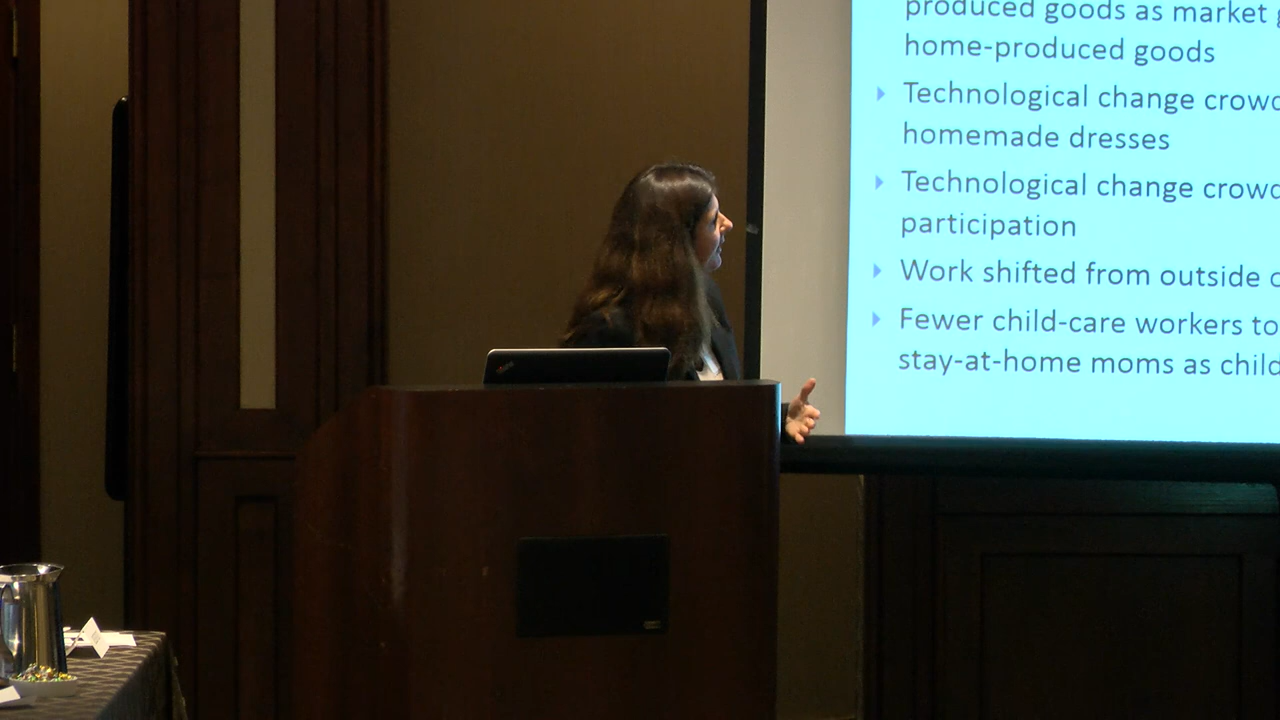 produced goods as market
home-produced goods
Technological change crowd
homemade dresses
Technological change crowd
participation
Work shifted from outside
Fewer child-care workers to
stay-at-home moms as child